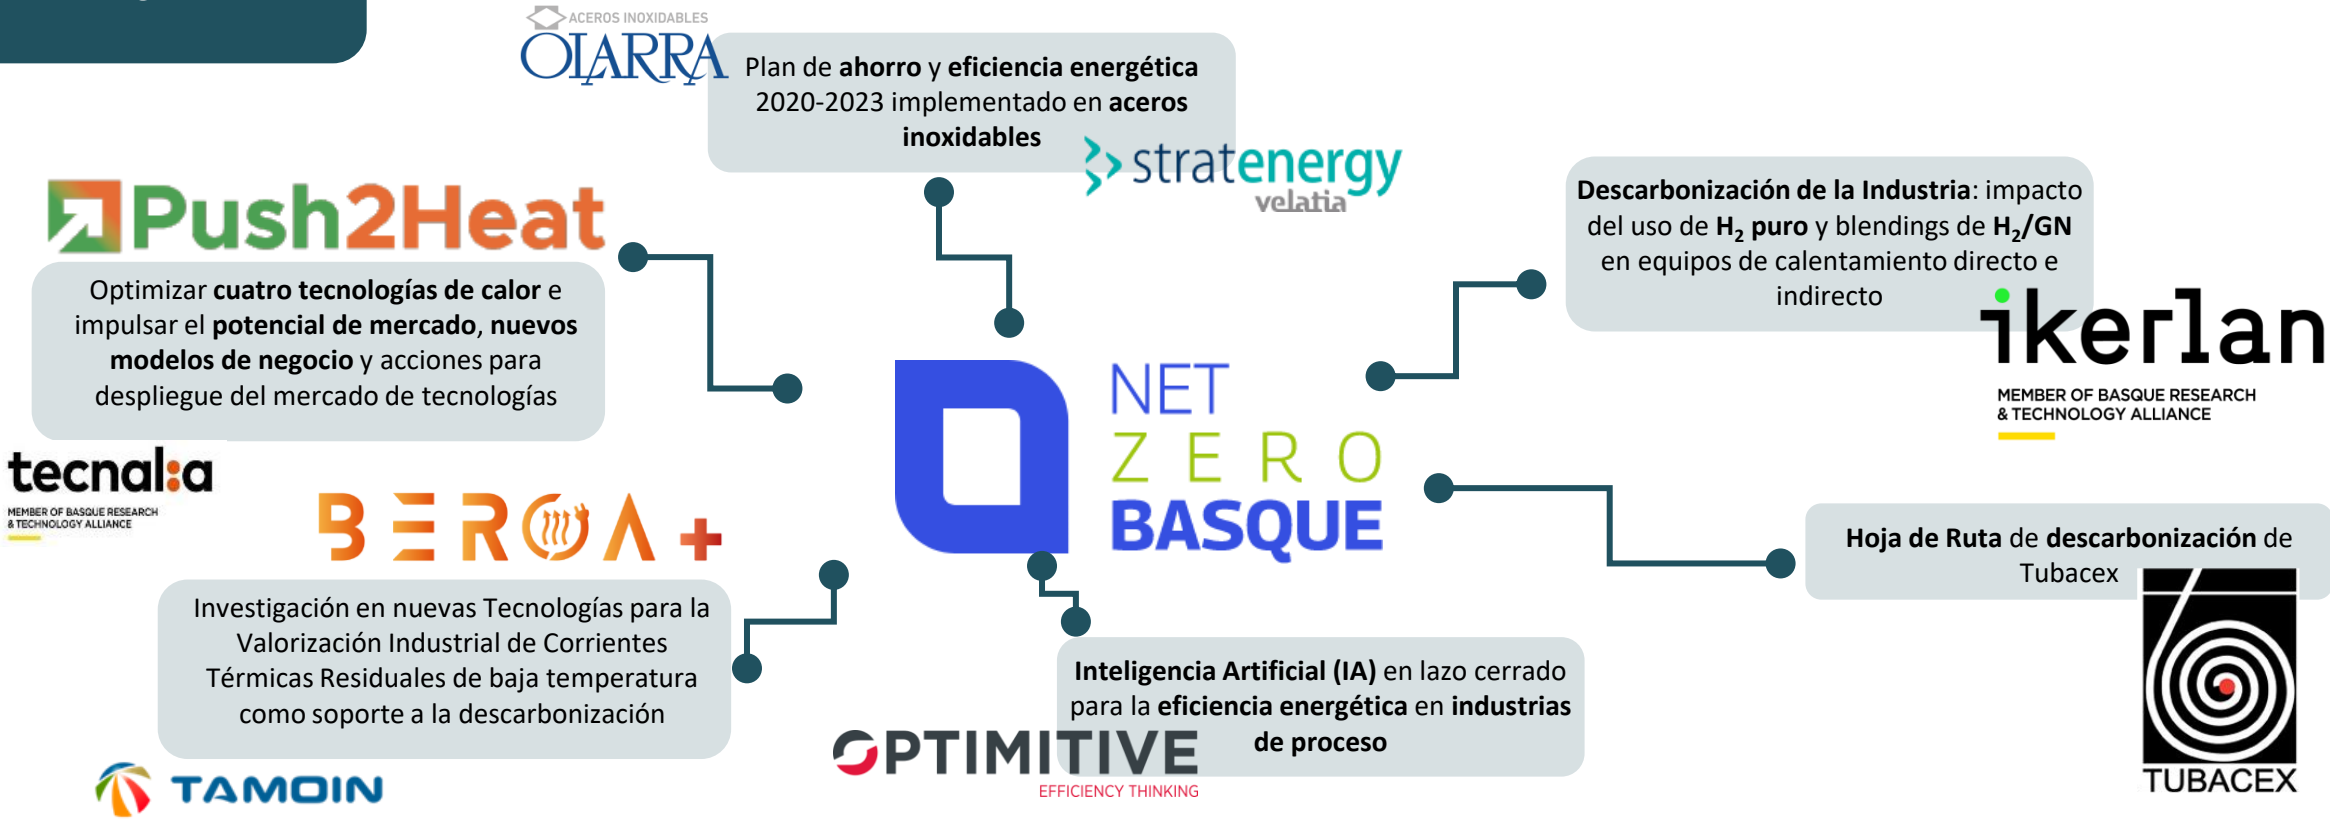 ACEROS INOXIDABLES
OLARRA
Plan de ahorro y eficiencia energética
2020-2023 implementado en aceros
inoxidables
stratenergy
velatia
Push2Heat
Optimizar cuatro tecnologías de calor e
impulsar el potencial de mercado, nuevos
modelos de negocio y acciones para
despliegue del mercado de tecnologías
tecnalia
MEMBER OF BASQUE RESEARCH
& TECHNOLOGY ALLIANCE
Descarbonización de la Industria: impacto
del uso de H₂ puro y blendings de H₂/GN
en equipos de calentamiento directo e
indirecto
ikerlan
MEMBER OF BASQUE RESEARCH
& TECHNOLOGY ALLIANCE
NET
ZERO
BASQUE
BEROA+
Investigación en nuevas Tecnologías para la
Valorización Industrial de Corrientes
Térmicas Residuales de baja temperatura
como soporte a la descarbonización
TAMOIN
Inteligencia Artificial (IA) en lazo cerrado
para la eficiencia energética en industrias
de proceso
OPTIMITIVE
EFFICIENCY THINKING
Hoja de Ruta de descarbonización de
Tubacex
TUBACEX